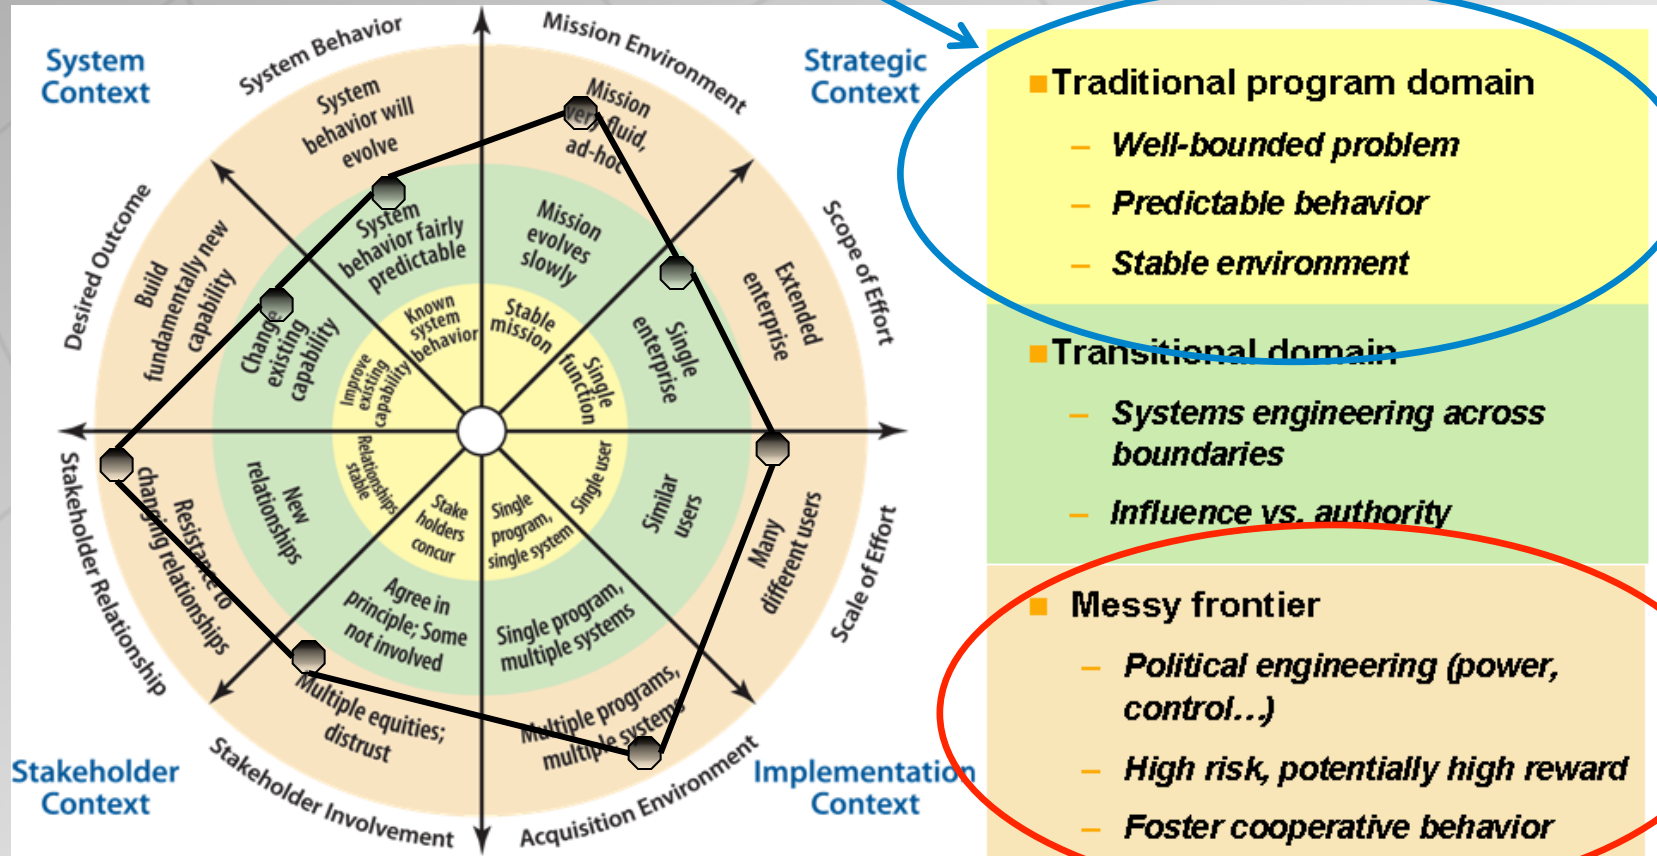 System
Context
System Behavior
Mission Environment
Strategic
Context
System
behavior will
evolve
Mission
very fluid,
ad-hoc
Desired Outcome
Build
fundamentally new
capability
System
behavior fairly
predictable
Mission
evolves
slowly
Scope of Effort
Extended
enterprise
Change
existing
capability
Known
system
behavior
Stable
mission
Single
enterprise
Improve
existing
capability
Single
function
Stakeholder Relationship
Resistance to
changing relationships
New
relationships
Relationships
stable
Stake
holders
concur
Single
program,
single system
Single user
Similar
users
Many
different users
Scale of Effort
Agree in
principle; Some
not involved
Single program,
multiple systems
Multiple equities;
distrust
Multiple programs,
multiple systems
Stakeholder
Context
Stakeholder Involvement
Acquisition Environment
Implementation
Context
Traditional program domain
– Well-bounded problem
– Predictable behavior
– Stable environment
Transitional domain
– Systems engineering across
boundaries
– Influence vs. authority
Messy frontier
– Political engineering (power,
control…)
– High risk, potentially high reward
– Foster cooperative behavior